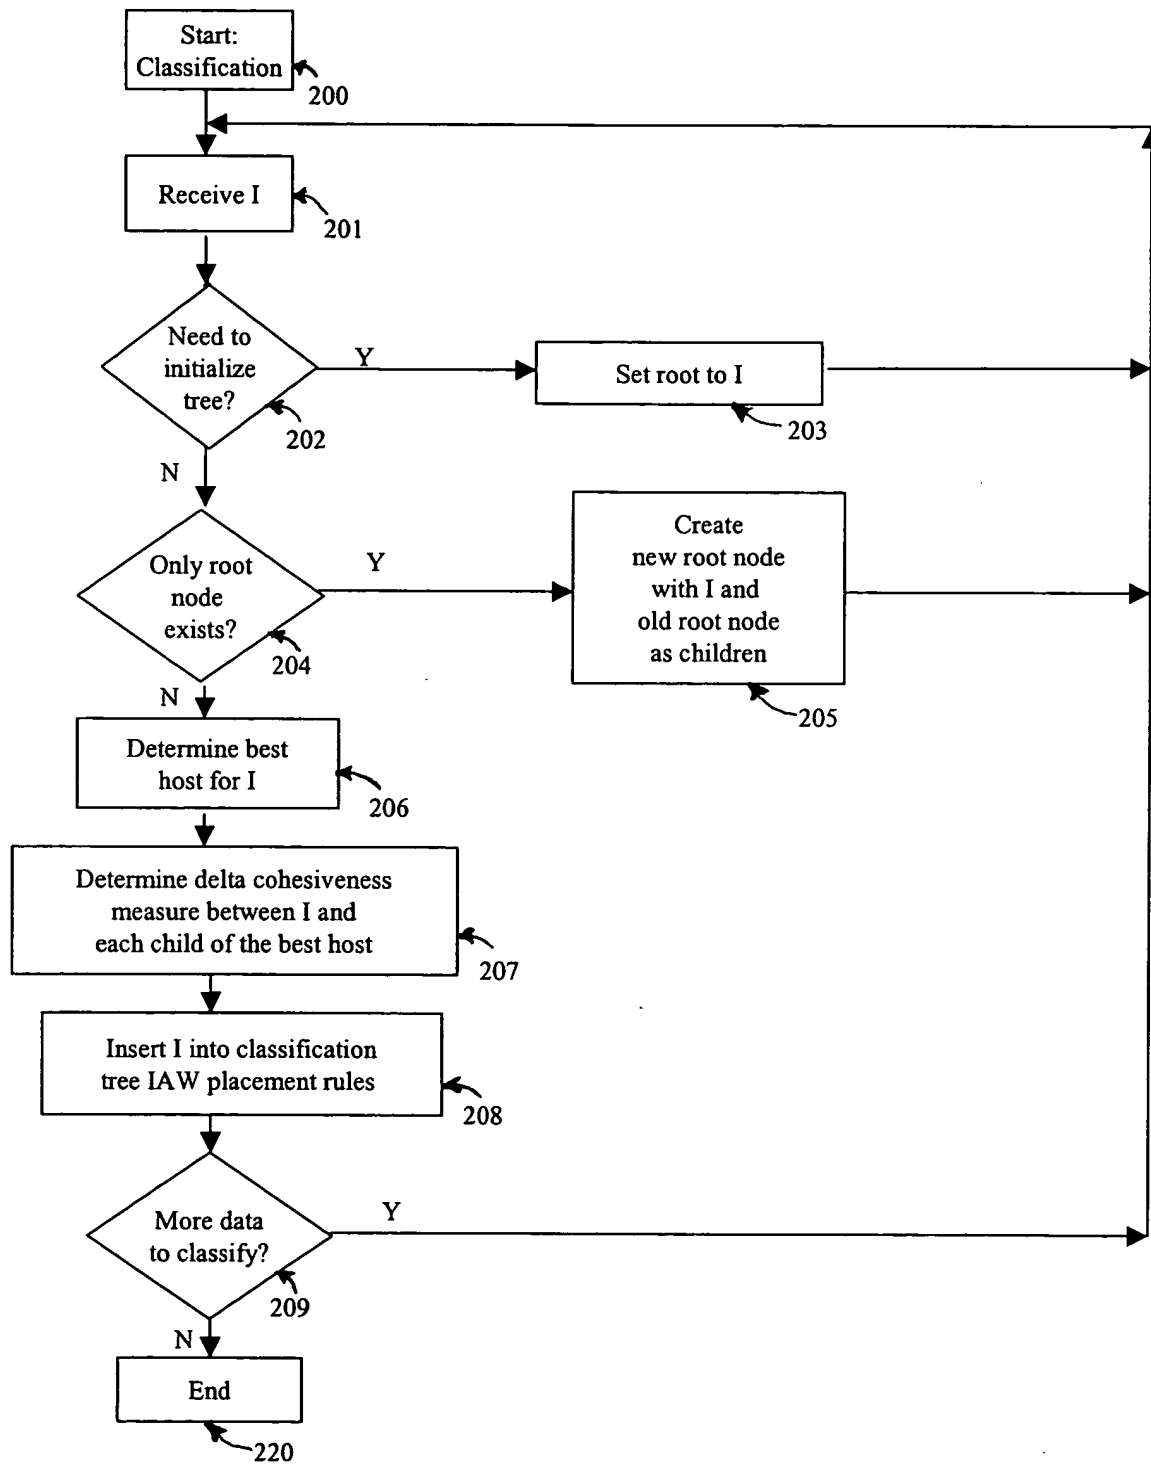 Start:
Classification
200
Receive I
201
Need to
initialize
tree?
202
Y
Set root to I
203
N
Only root
node
exists?
204
Y
Create
new root node
with I and
old root node
as children
205
N
Determine best
host for I
206
Determine delta cohesiveness
measure between I and
each child of the best host
207
Insert I into classification
tree IAW placement rules
208
More data
to classify?
209
Y
N
End
220